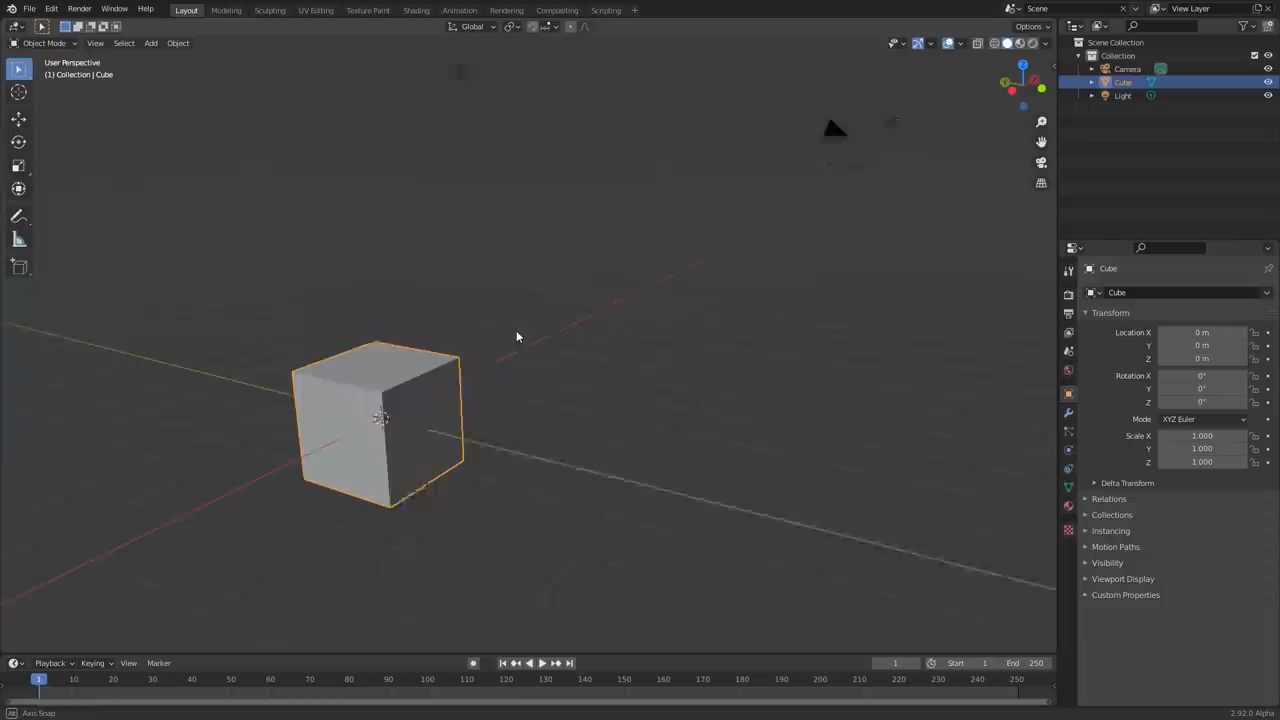 File Edit Render Window Help Layout Modeling Sculpting UV Editing Texture Paint Shading Animation Rendering Compositing Scripting + Scene View Layer
Global Options
Object Mode View Select Add Object
Scene Collection
Collection
Camera
Cube
Light
User Perspective
(1) Collection | Cube
Z
Y
X
Cube
Cube
Transform
Location X 0 m
Y 0 m
Z 0 m
Rotation X 0°
Y 0°
Z 0°
Mode XYZ Euler
Scale X 1.000
Y 1.000
Z 1.000
Delta Transform
Relations
Collections
Instancing
Motion Paths
Visibility
Viewport Display
Custom Properties
Playback Keying View Marker 1 Start 1 End 250
1 10 20 30 40 50 60 70 80 90 100 110 120 130 140 150 160 170 180 190 200 210 220 230 240 250
Alt Axis Snap 2.92.0 Alpha